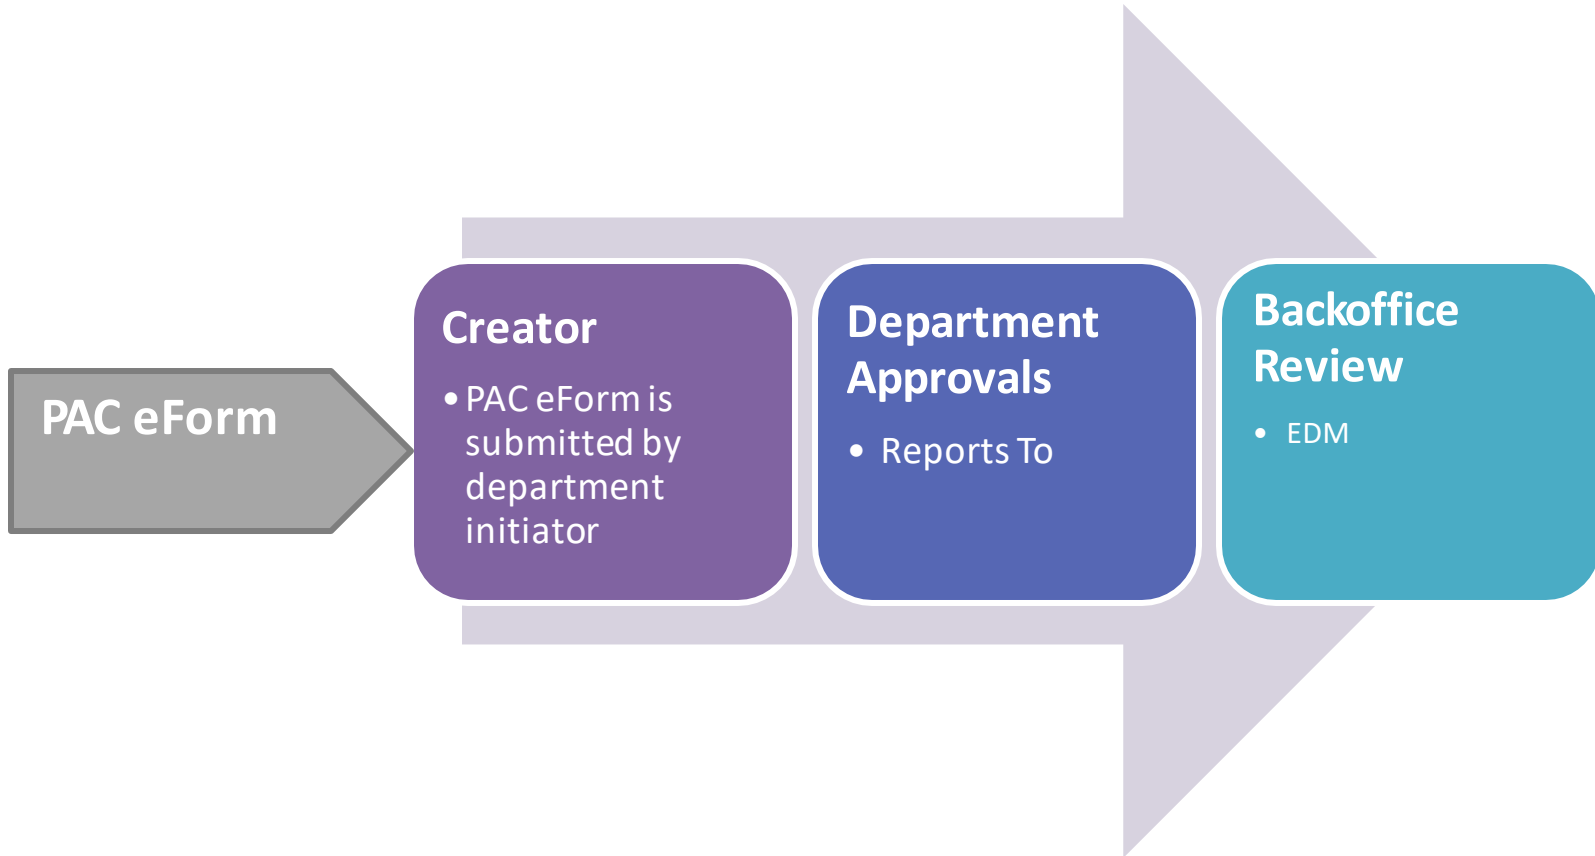 PAC eForm
Creator
• PAC eForm is
submitted by
department
initiator
Department
Approvals
• Reports To
Backoffice
Review
• EDM